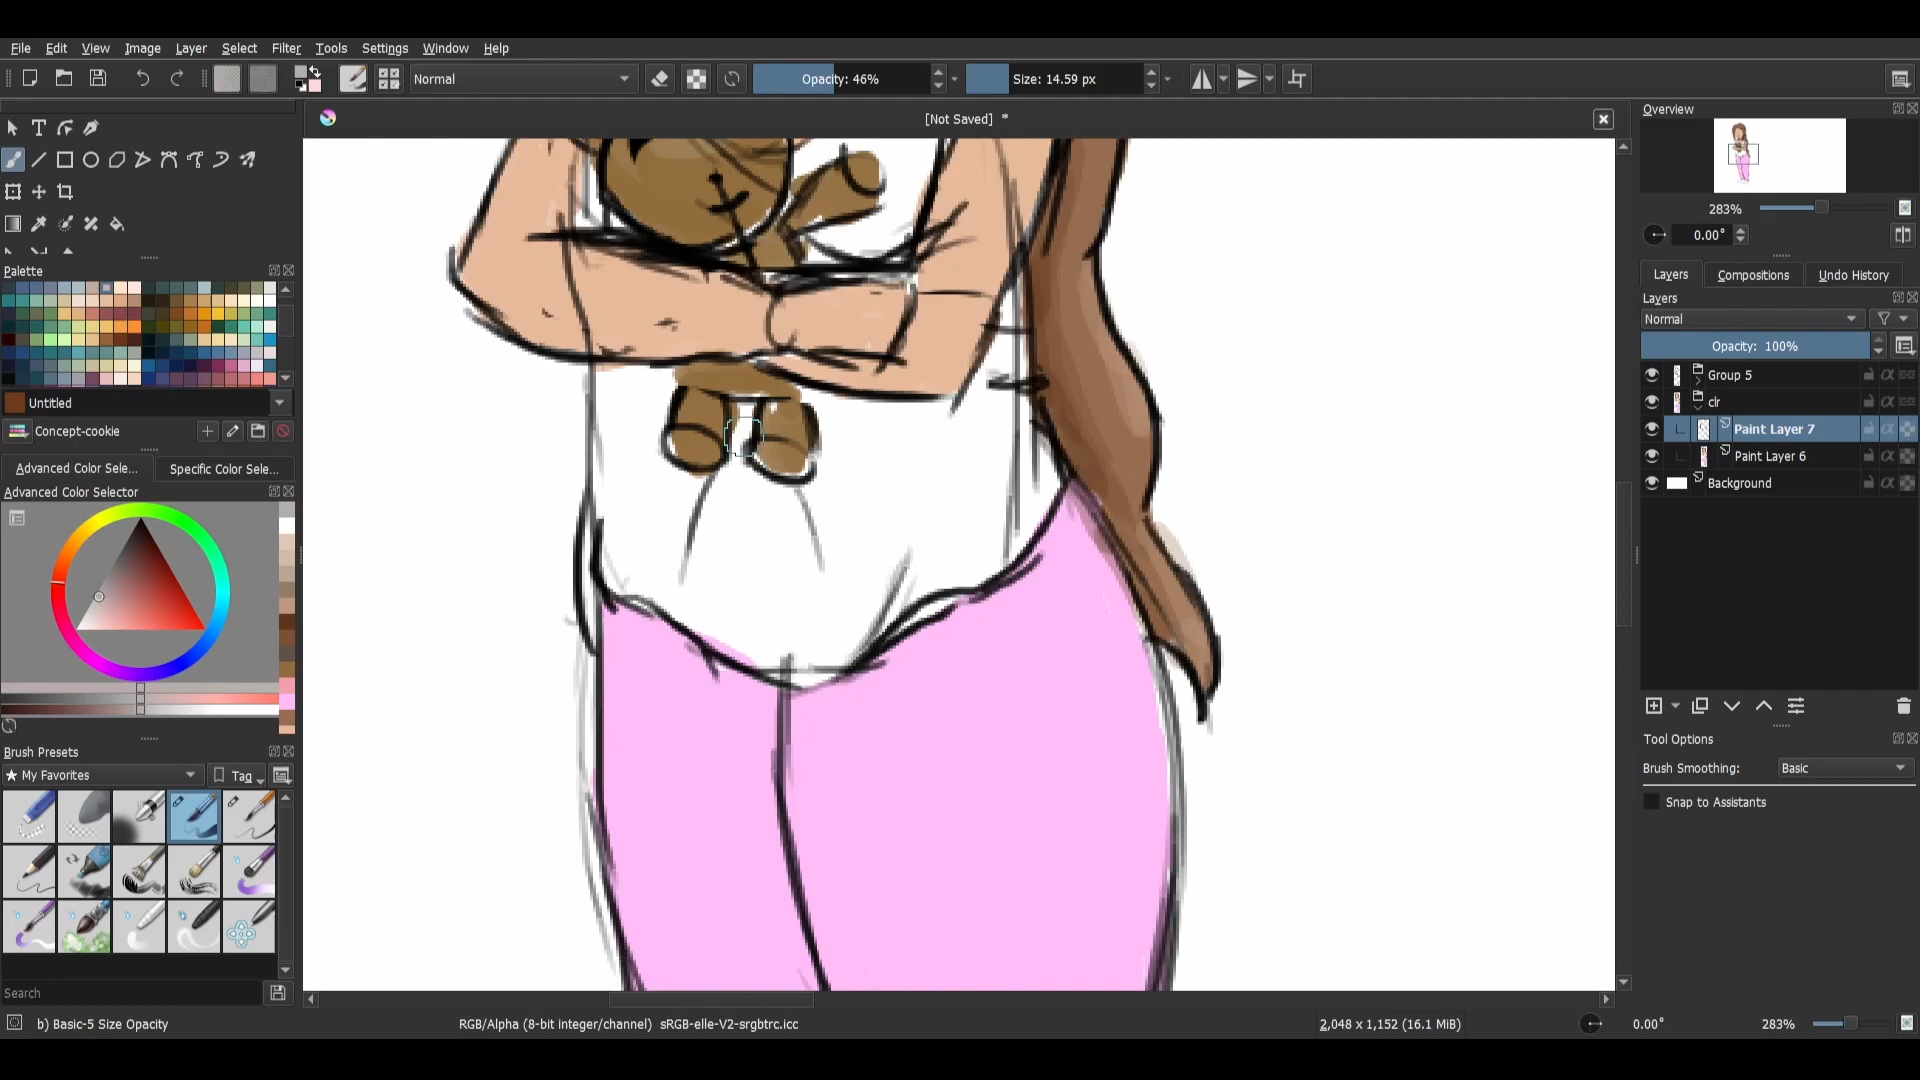 File Edit View Image Layer Select Filter Tools Settings Window Help
Normal Opacity: 46% Size: 14.59 px
[Not Saved] *
Overview
283%
0.00°
Layers Compositions Undo History
Layers
Normal
Opacity: 100%
Group 5
clr
Paint Layer 7
Paint Layer 6
Background
Tool Options
Brush Smoothing: Basic
Snap to Assistants
Palette
Untitled
Concept-cookie
Advanced Color Sele... Specific Color Sele...
Advanced Color Selector
Brush Presets
★ My Favorites Tag
Search
b) Basic-5 Size Opacity RGB/Alpha (8-bit integer/channel) sRGB-elle-V2-srgbtrc.icc 2,048 x 1,152 (16.1 MiB) 0.00° 283%